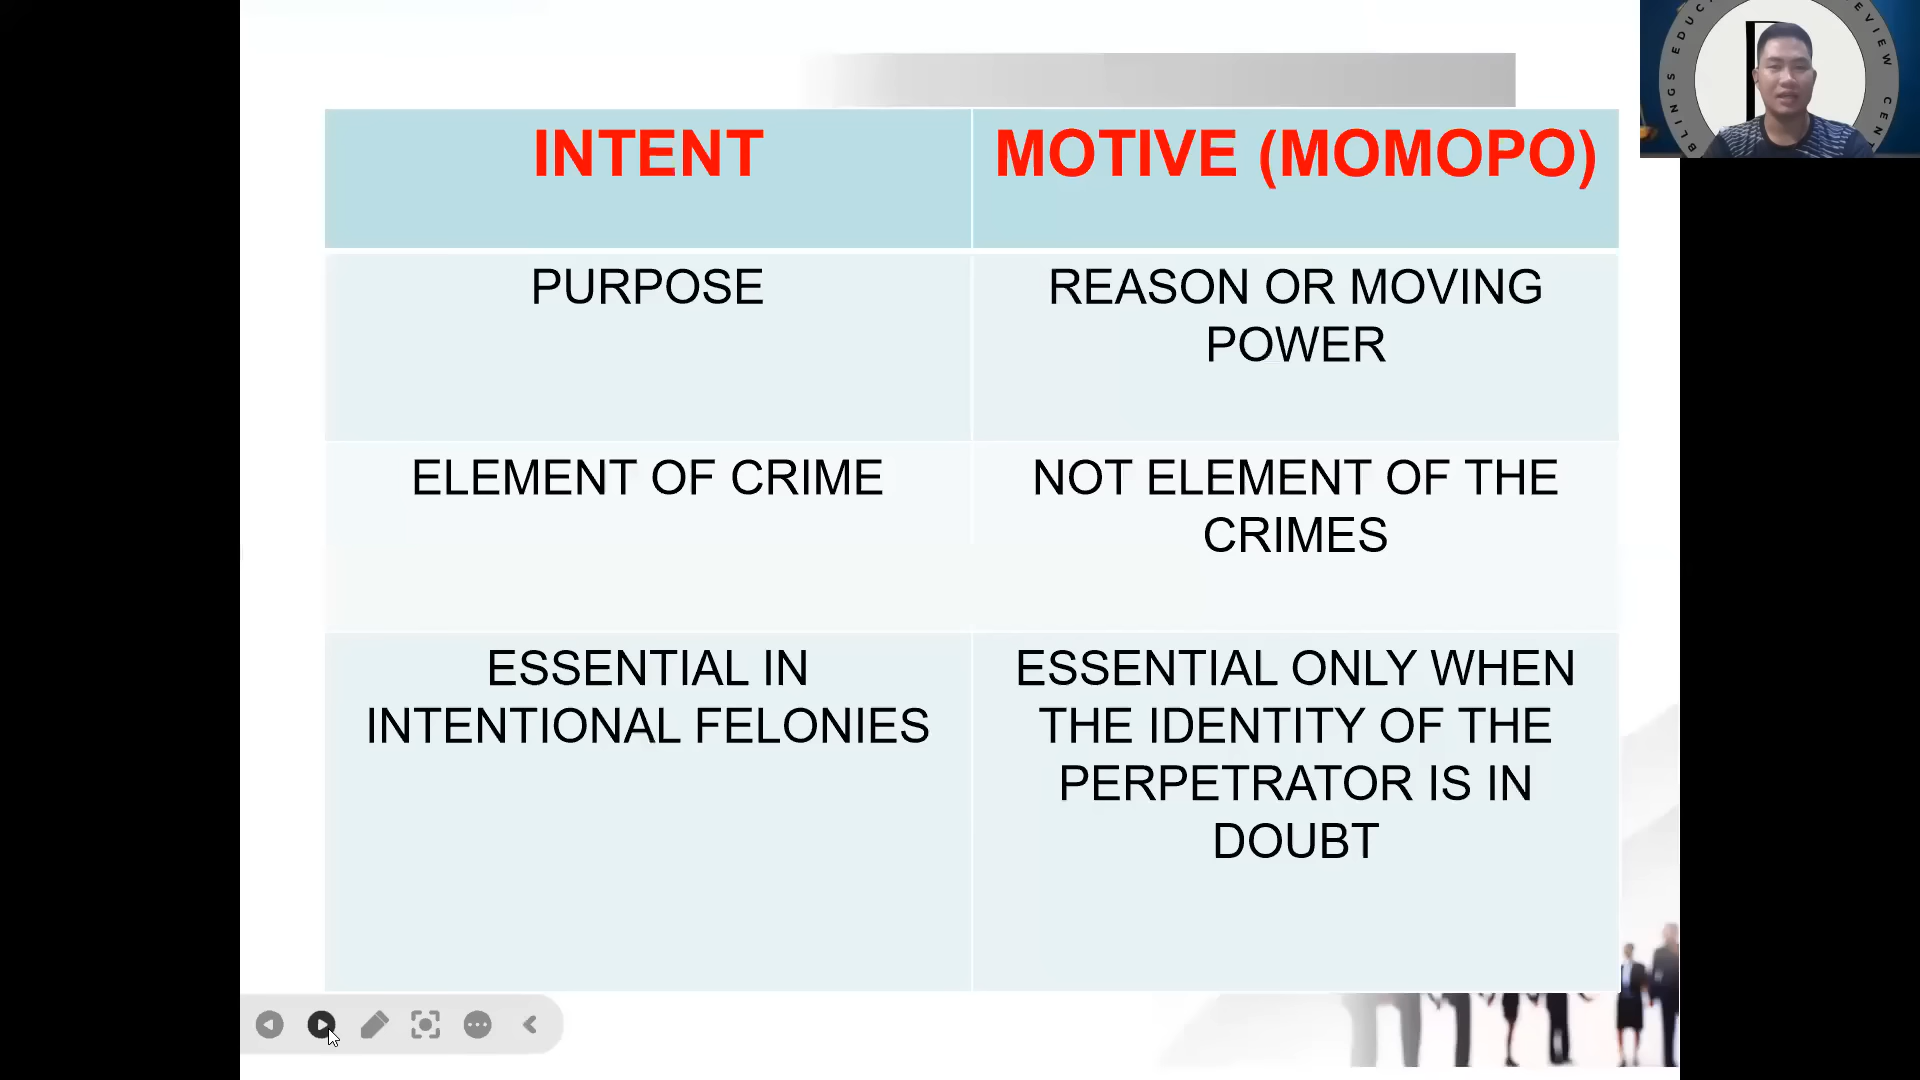 INTENT
MOTIVE (MOMOPO)
PURPOSE
REASON OR MOVING
POWER
ELEMENT OF CRIME
NOT ELEMENT OF THE
CRIMES
ESSENTIAL IN
INTENTIONAL FELONIES
ESSENTIAL ONLY WHEN
THE IDENTITY OF THE
PERPETRATOR IS IN
DOUBT